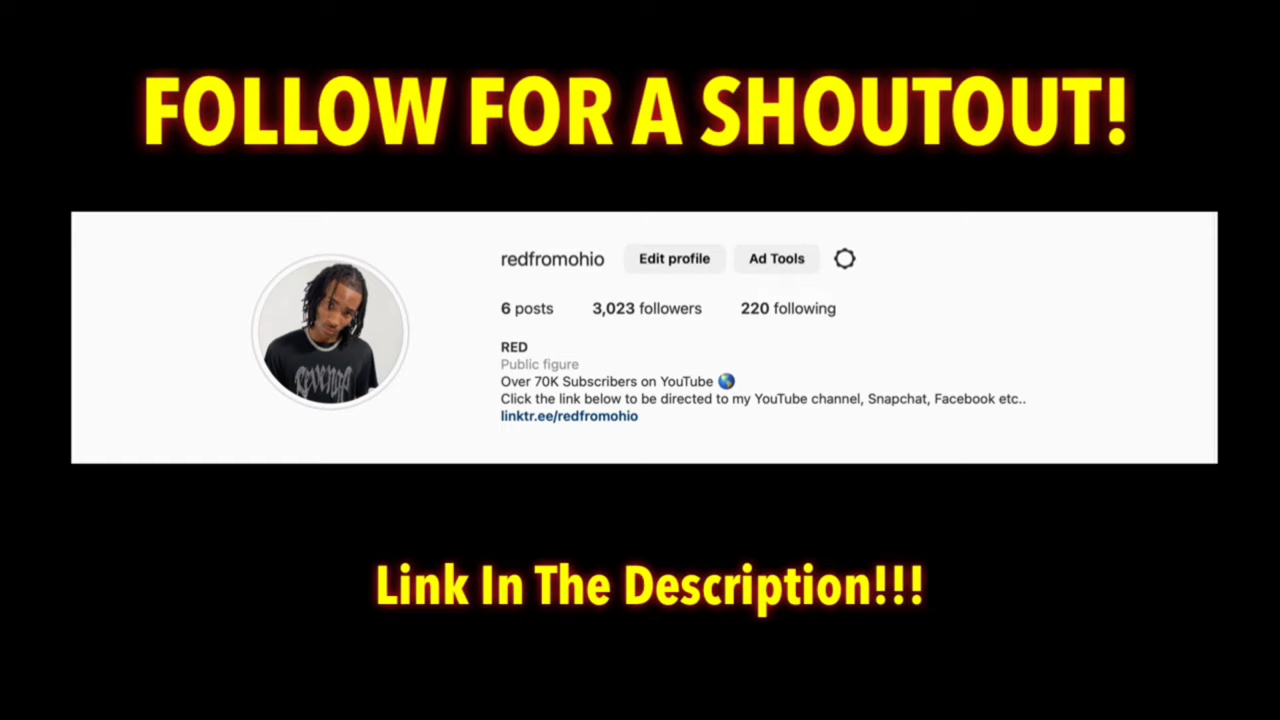 FOLLOW FOR A SHOUTOUT!
redfromohio Edit profile Ad Tools
6 posts 3,023 followers 220 following
RED
Public figure
Over 70K Subscribers on YouTube 🌎
Click the link below to be directed to my YouTube channel, Snapchat, Facebook etc..
linktr.ee/redfromohio
revenge
Link In The Description!!!